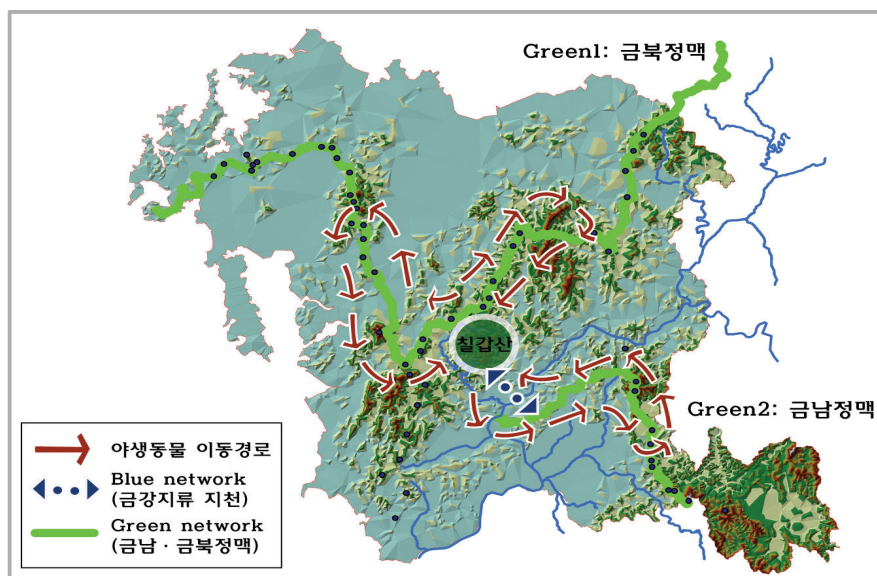 Green1: 금북정맥
칠갑산
Green2: 금남정맥
야생동물 이동경로
Blue network
(금강지류 지천)
Green network
(금남·금북정맥)